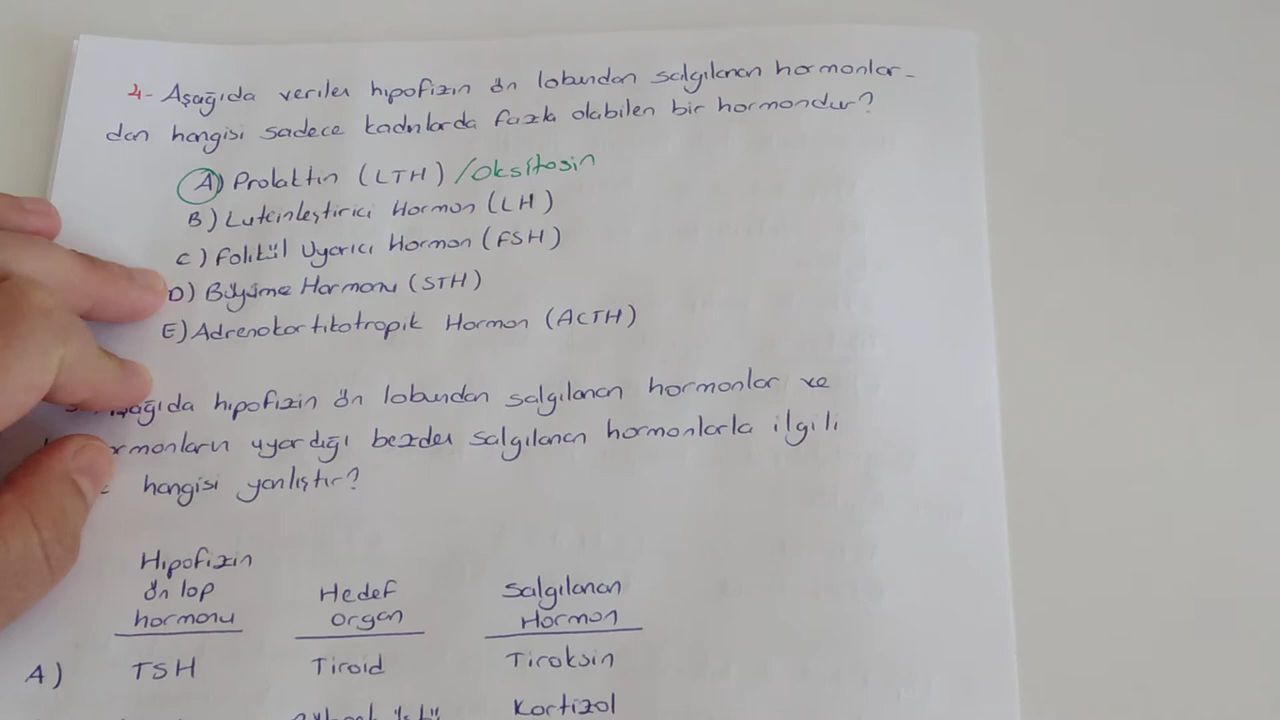 4- Aşağıda verilen hipofizin ön lobundan salgılanan hormonlar-
dan hangisi sadece kadınlarda fazla olabilen bir hormondur?
A) Prolaktin (LTH) /Oksitosin
B) Luteinleştirici Hormon (LH)
C) Folikül Uyarıcı Hormon (FSH)
D) Büyüme Hormonu (STH)
E) Adrenokortikotropik Hormon (ACTH)
hipofizin ön lobundan salgılanan hormonlar ve
uyardığı bezden salgılanan hormonlarla ilgili
hangisi yanlıştır?
Hipofizin
ön lop
hormonu
Hedef
organ
Salgılanan
Hormon
A) TSH Tiroid Tiroksin
Kortizol